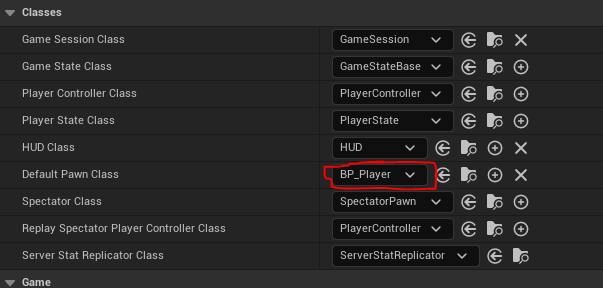 Classes
Game Session Class GameSession
Game State Class GameStateBase
Player Controller Class PlayerController
Player State Class PlayerState
HUD Class HUD
Default Pawn Class BP_Player
Spectator Class SpectatorPawn
Replay Spectator Player Controller Class PlayerController
Server Stat Replicator Class ServerStatReplicator
Game